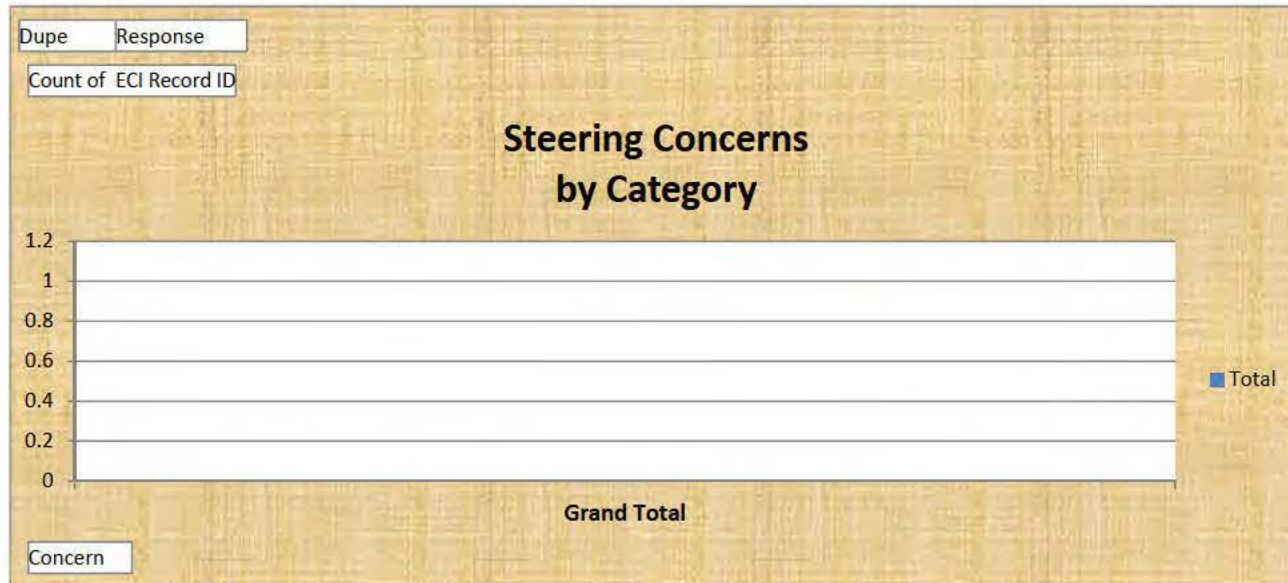 Dupe Response
Count of ECI Record ID
Steering Concerns
by Category
1.2
1
0.8
0.6
0.4
0.2
0
Total
Grand Total
Concern